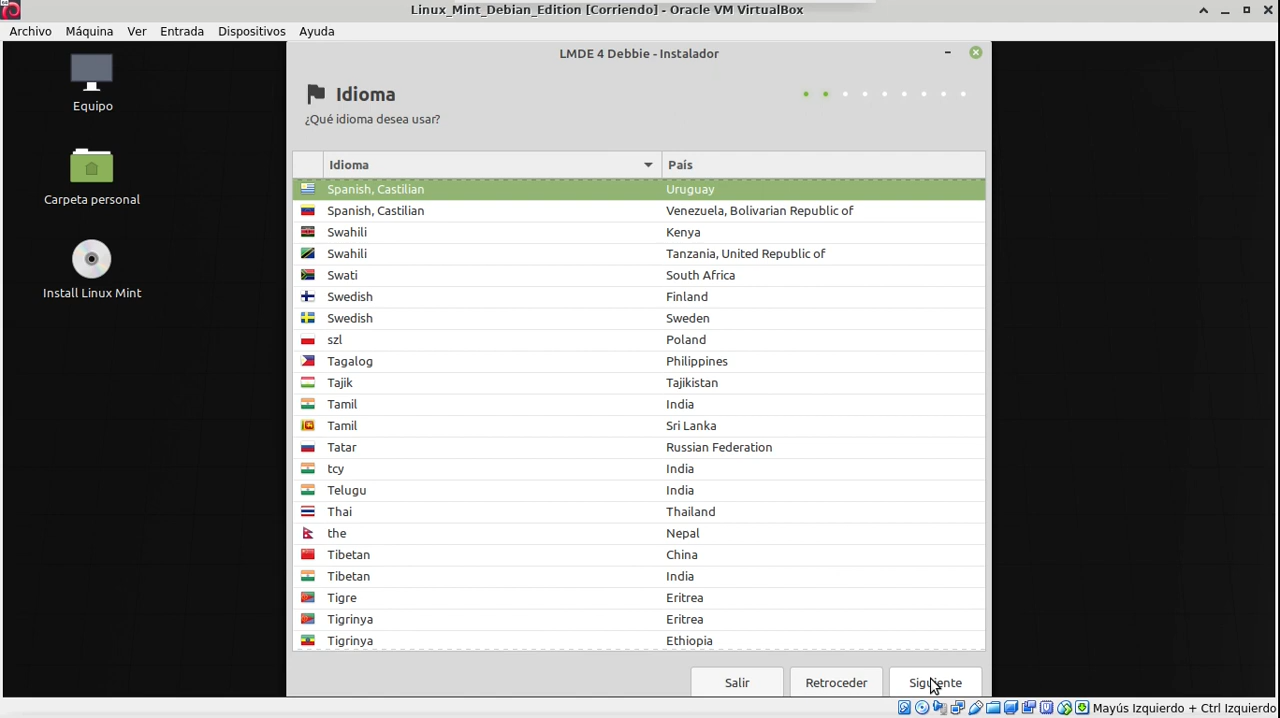 Linux_Mint_Debian_Edition [Corriendo] - Oracle VM VirtualBox
Archivo Máquina Ver Entrada Dispositivos Ayuda
Equipo
Carpeta personal
Install Linux Mint
LMDE 4 Debbie - Instalador
Idioma
¿Qué idioma desea usar?
Idioma País
Spanish, Castilian Uruguay
Spanish, Castilian Venezuela, Bolivarian Republic of
Swahili Kenya
Swahili Tanzania, United Republic of
Swati South Africa
Swedish Finland
Swedish Sweden
szl Poland
Tagalog Philippines
Tajik Tajikistan
Tamil India
Tamil Sri Lanka
Tatar Russian Federation
tcy India
Telugu India
Thai Thailand
the Nepal
Tibetan China
Tibetan India
Tigre Eritrea
Tigrinya Eritrea
Tigrinya Ethiopia
Salir Retroceder Siguiente
Mayús Izquierdo + Ctrl Izquierdo